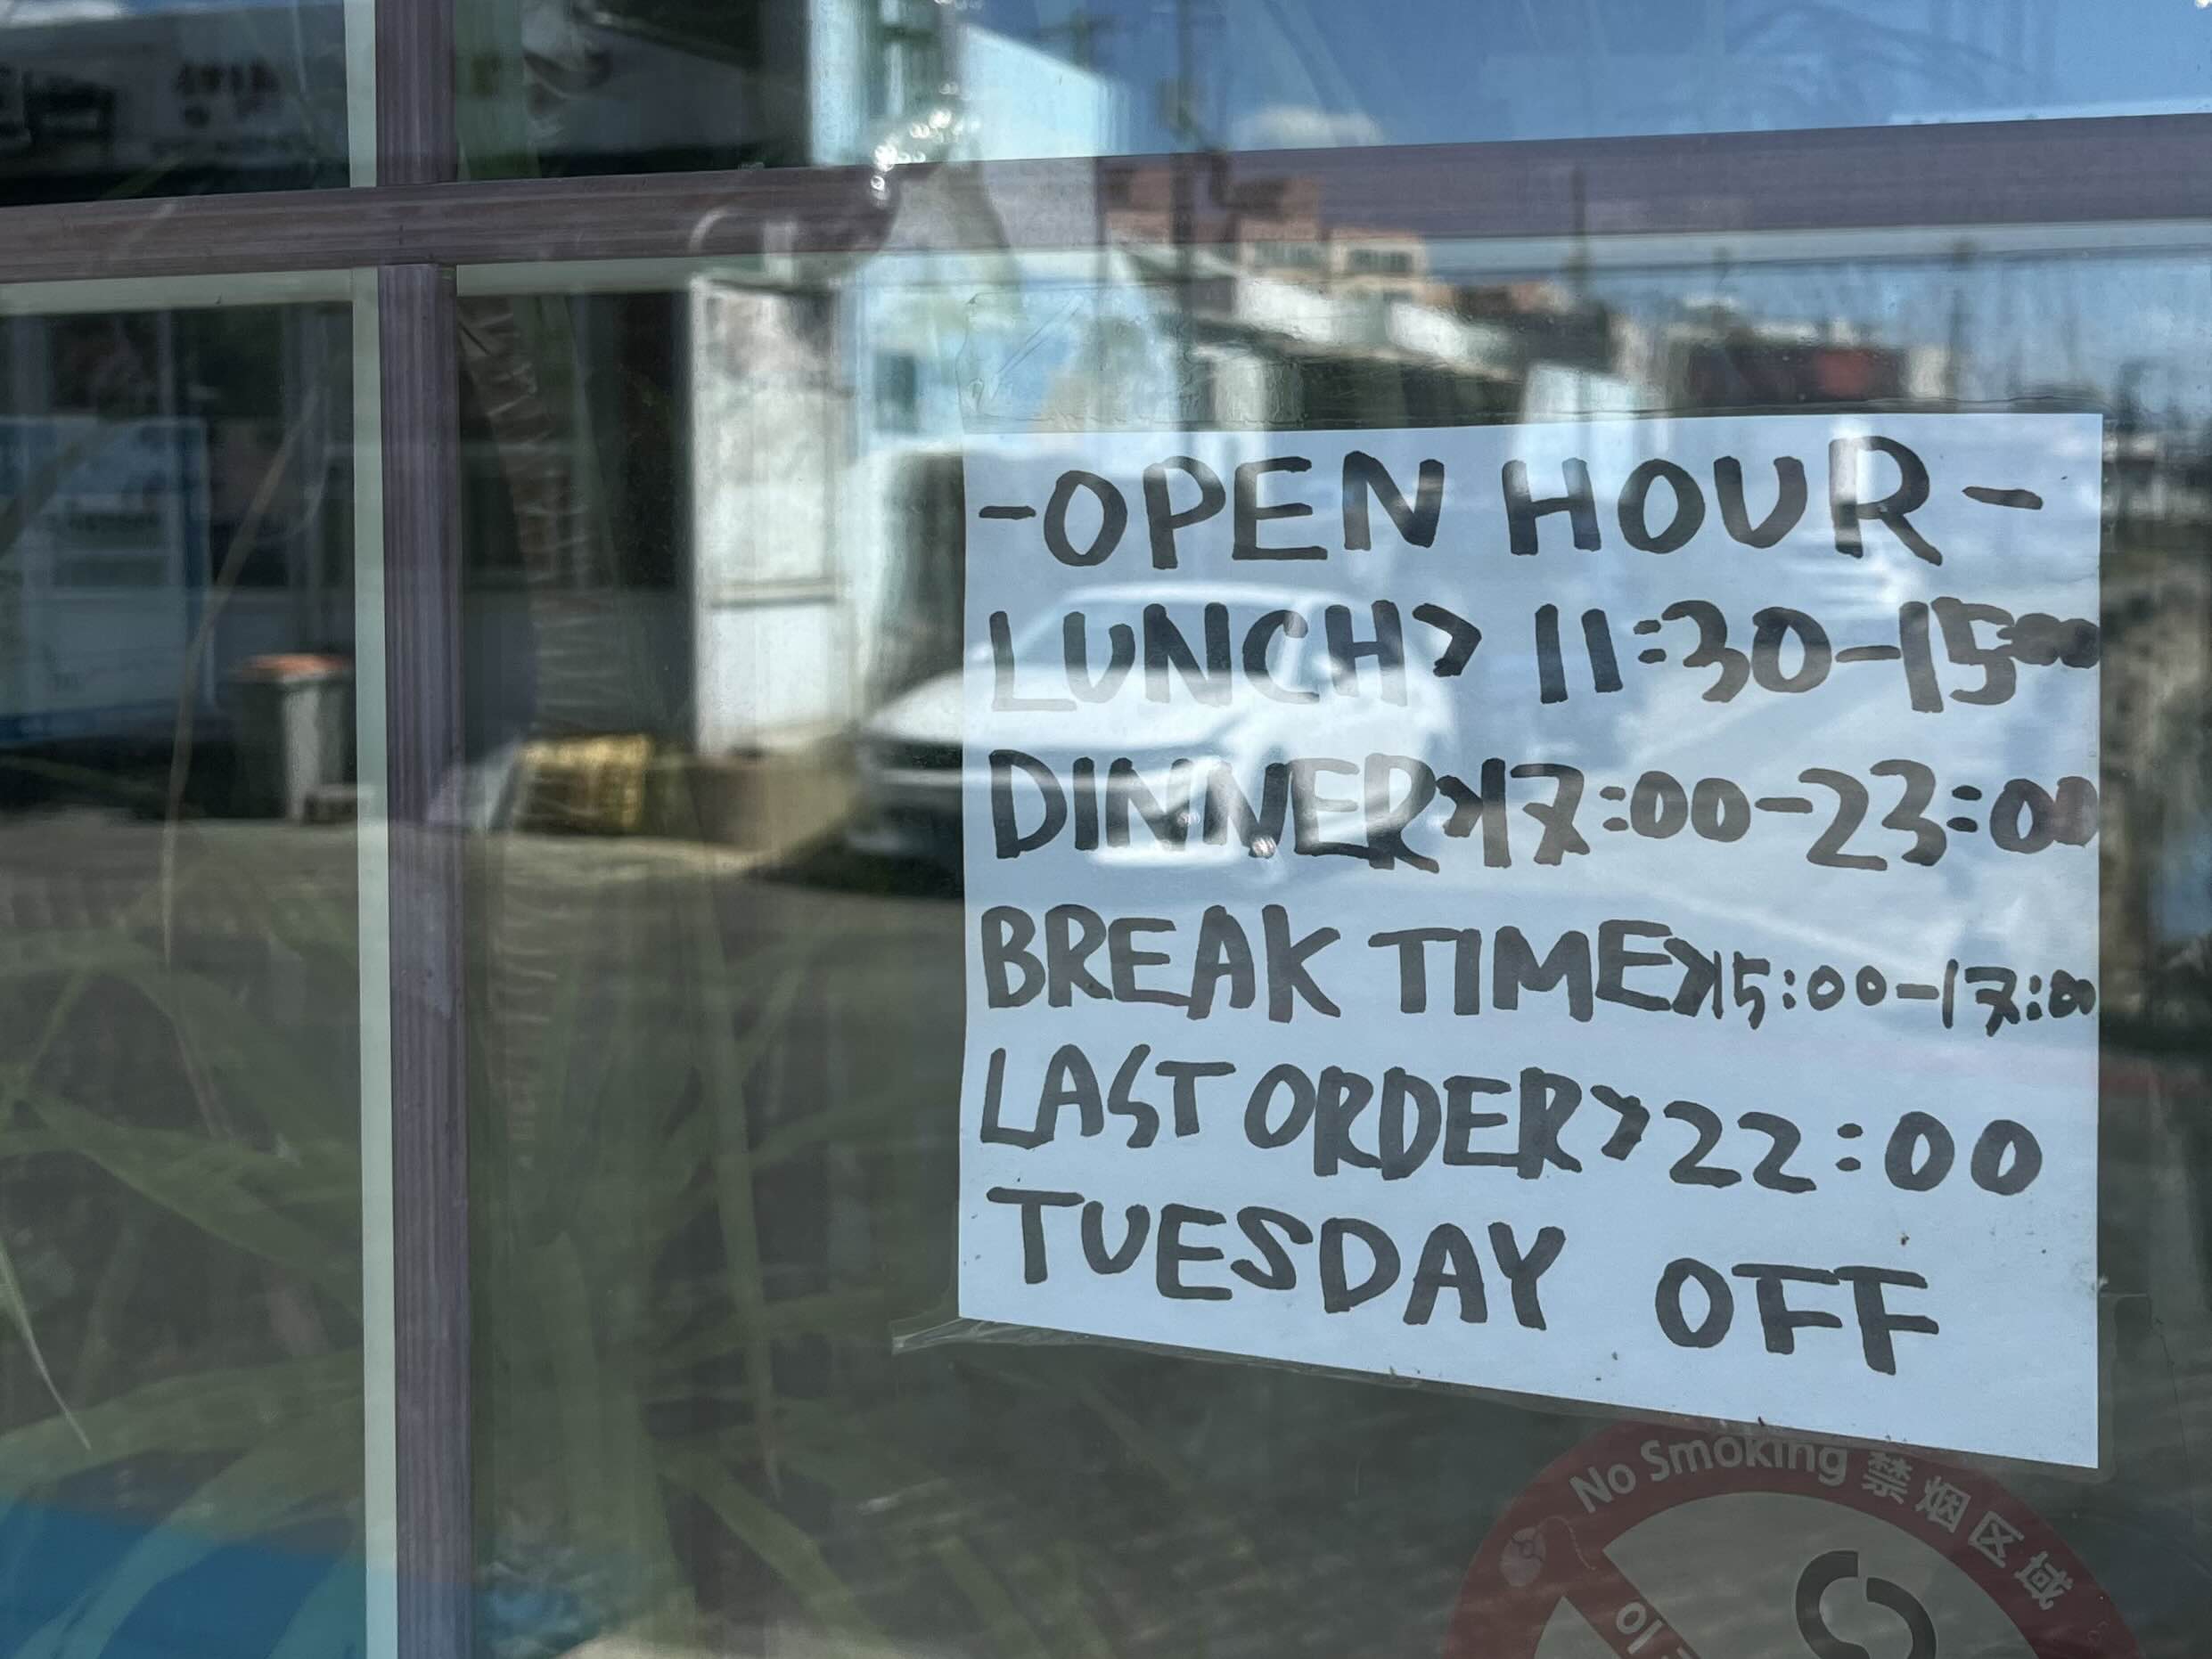 -OPEN HOUR-
LUNCH> 11:30-15:00
DINNER>17:00-23:00
BREAK TIME>15:00-17:00
LAST ORDER>22:00
TUESDAY OFF
No Smoking 禁烟区域